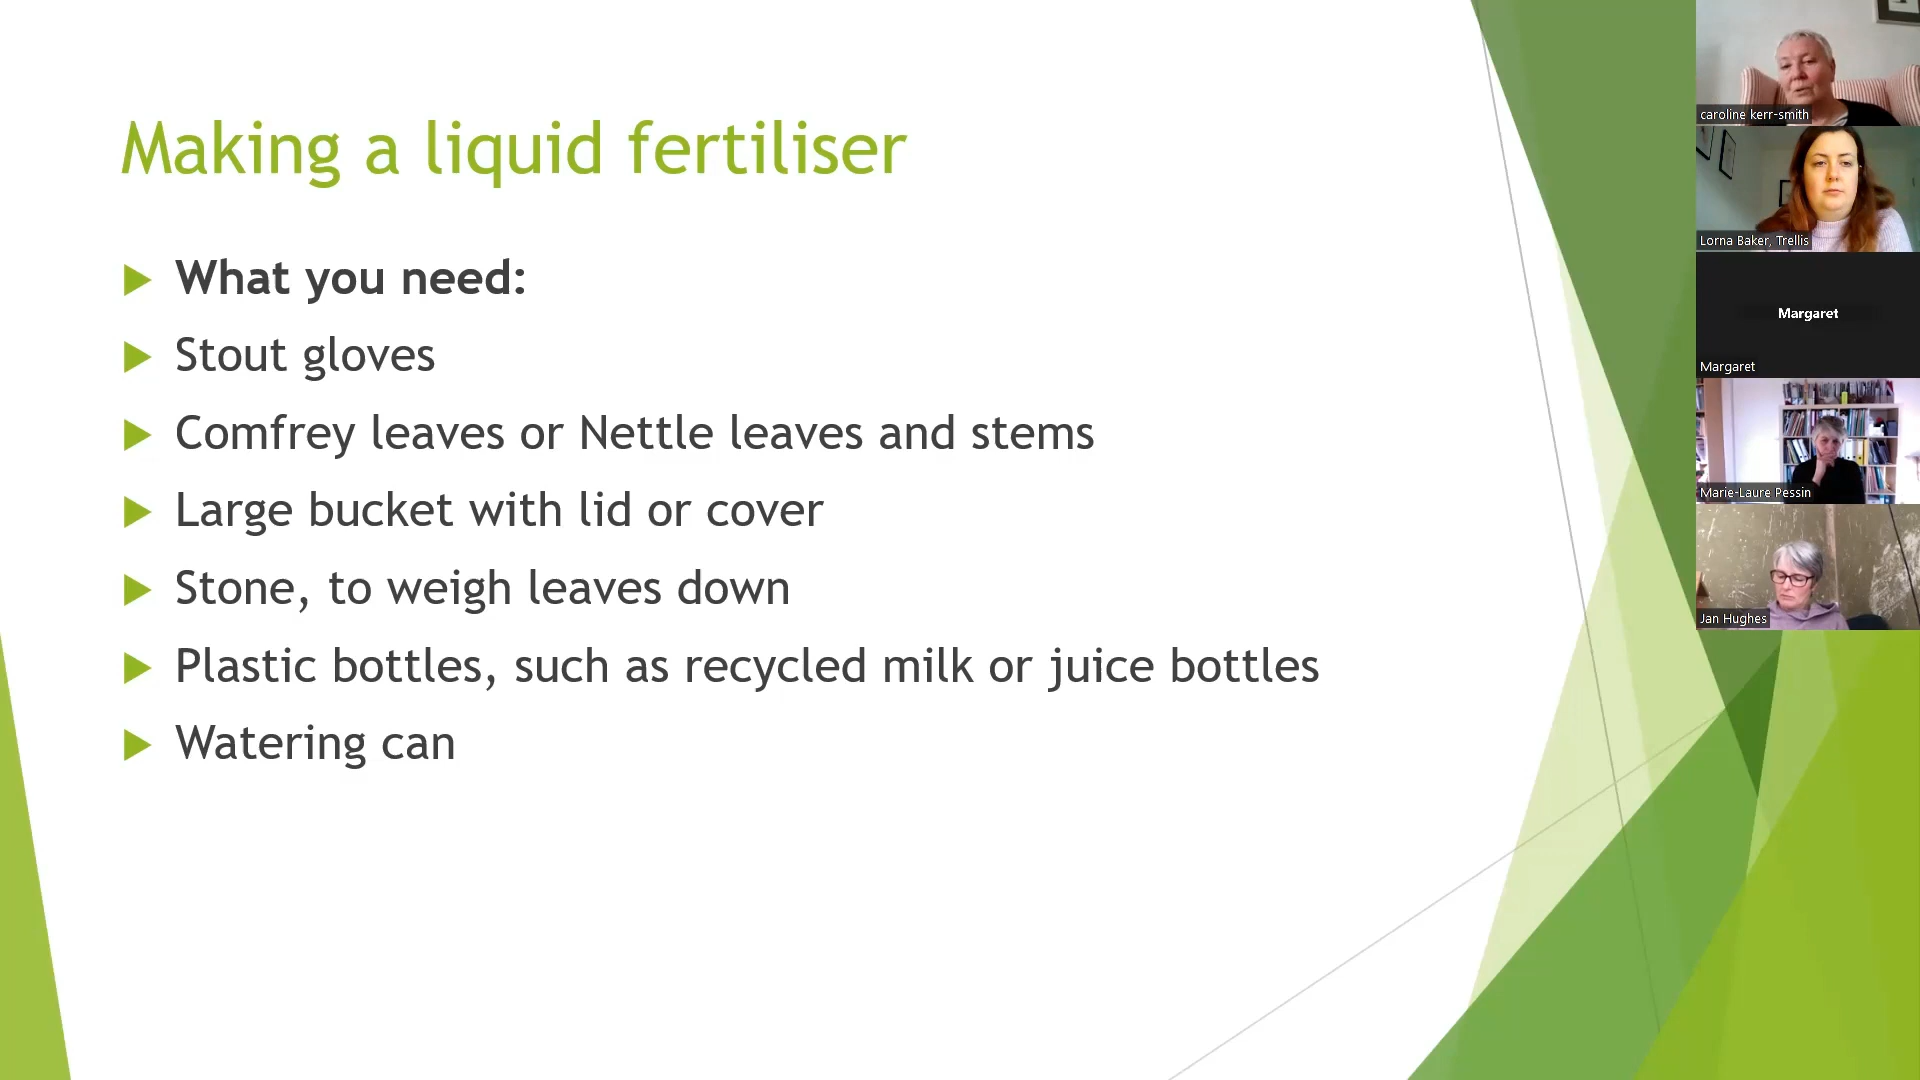 Making a liquid fertiliser
What you need:
Stout gloves
Comfrey leaves or Nettle leaves and stems
Large bucket with lid or cover
Stone, to weigh leaves down
Plastic bottles, such as recycled milk or juice bottles
Watering can
caroline kerr-smith
Lorna Baker, Trellis
Margaret
Margaret
Marie-Laure Pessin
Jan Hughes